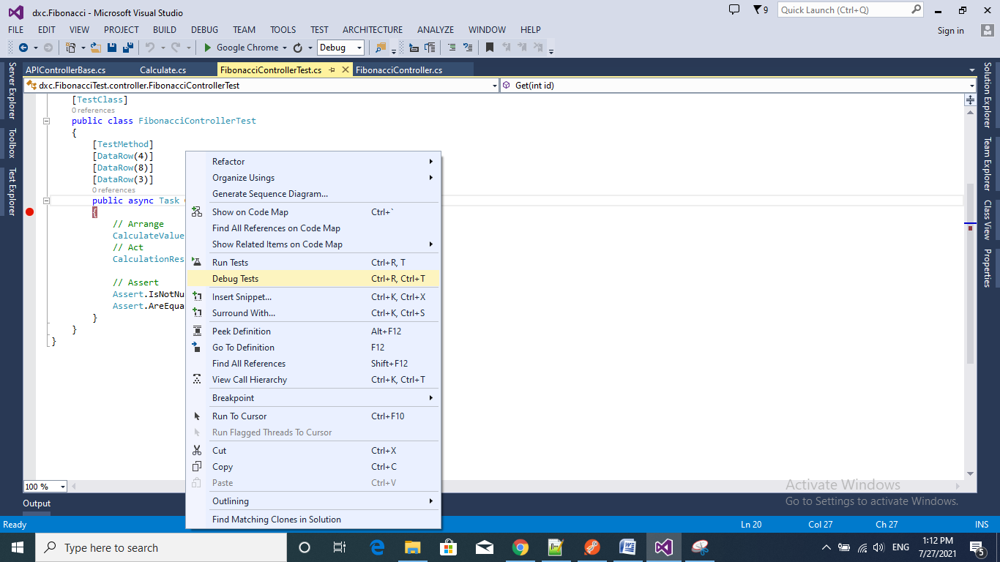 dxc.Fibonacci - Microsoft Visual Studio
9
Quick Launch (Ctrl+Q)
FILE EDIT VIEW PROJECT BUILD DEBUG TEAM TOOLS TEST ARCHITECTURE ANALYZE WINDOW HELP
Sign in
Google Chrome
Debug
APIControllerBase.cs
Calculate.cs
FibonacciControllerTest.cs
FibonacciController.cs
dxc.FibonacciTest.controller.FibonacciControllerTest
Get(int id)
Server Explorer
Toolbox
Test Explorer
Solution Explorer
Team Explorer
Class View
Properties
[TestClass]
0 references
public class FibonacciControllerTest
{
[TestMethod]
[DataRow(4)]
[DataRow(8)]
[DataRow(3)]
0 references
public async Task
{
// Arrange
CalculateValue
// Act
CalculationRes
// Assert
Assert.IsNotNu
Assert.AreEqua
}
}
}
Refactor
Organize Usings
Generate Sequence Diagram...
Show on Code Map Ctrl+`
Find All References on Code Map
Show Related Items on Code Map
Run Tests Ctrl+R, T
Debug Tests Ctrl+R, Ctrl+T
Insert Snippet... Ctrl+K, Ctrl+X
Surround With... Ctrl+K, Ctrl+S
Peek Definition Alt+F12
Go To Definition F12
Find All References Shift+F12
View Call Hierarchy Ctrl+K, Ctrl+T
Breakpoint
Run To Cursor Ctrl+F10
Run Flagged Threads To Cursor
Cut Ctrl+X
Copy Ctrl+C
Paste Ctrl+V
Outlining
Find Matching Clones in Solution
100 %
Activate Windows
Go to Settings to activate Windows.
Output
Ready
Ln 20 Col 27 Ch 27 INS
Type here to search
ENG
1:12 PM
7/27/2021
5